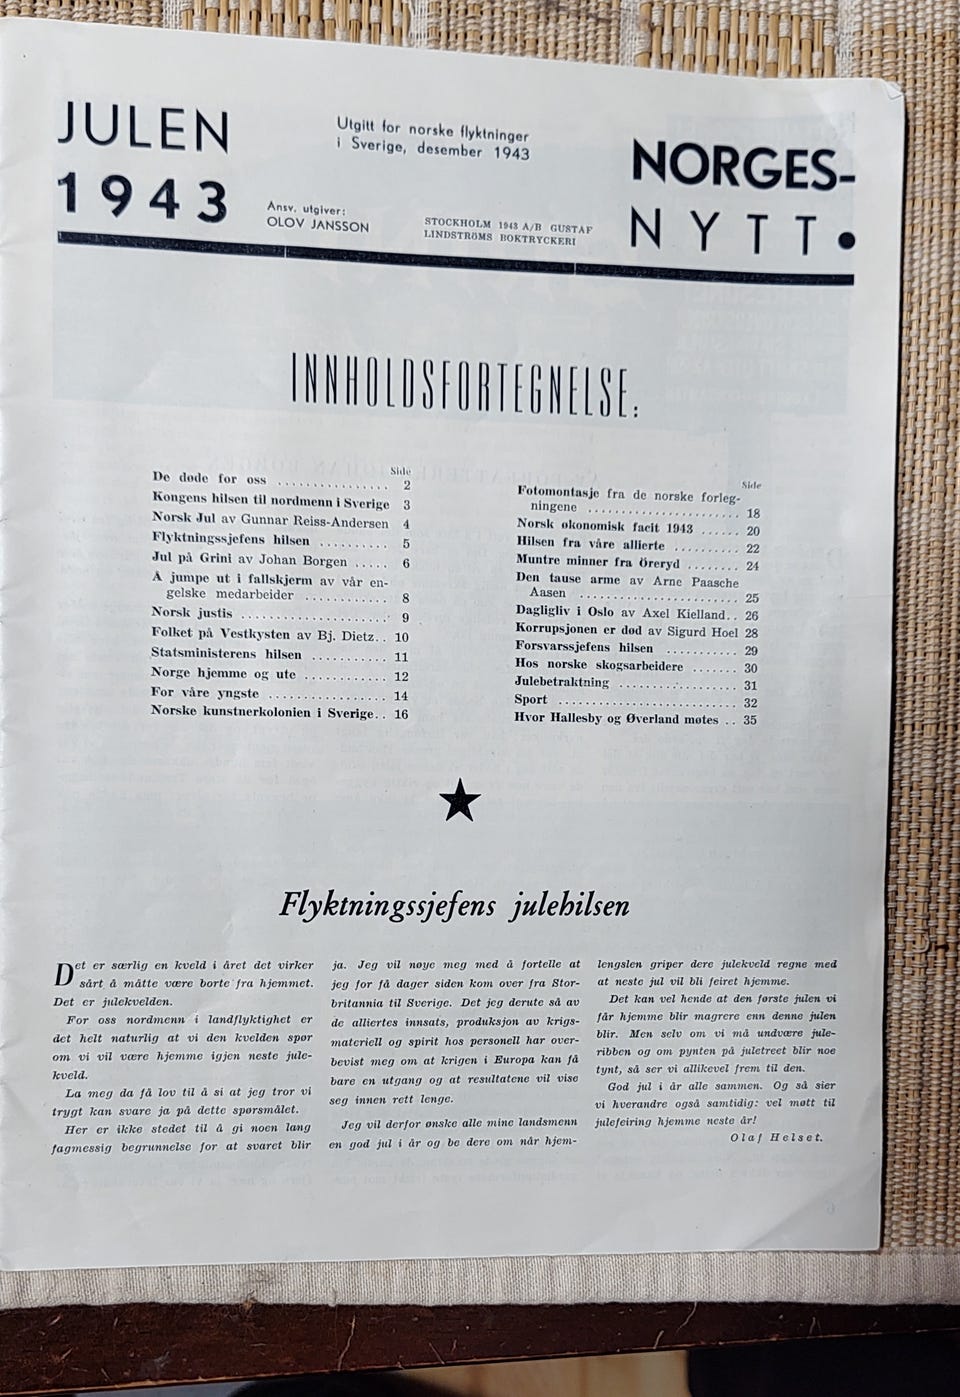 JULEN
1943
Utgitt for norske flyktninger
i Sverige, desember 1943
Ansv. utgiver:
OLOV JANSSON
STOCKHOLM 1943 A/B GUSTAF
LINDSTRÖMS BOKTRYCKERI
NORGES-
NYTT.
INNHOLDSFORTEGNELSE:
Side
De døde for oss ................ 2
Kongens hilsen til nordmenn i Sverige 3
Norsk Jul av Gunnar Reiss-Andersen 4
Flyktningssjefens hilsen .......... 5
Jul på Grini av Johan Borgen ..... 6
Å jumpe ut i fallskjerm av vår en-
gelske medarbeider ............ 8
Norsk justis ...................... 9
Folket på Vestkysten av Bj. Dietz.. 10
Statsministerens hilsen ........... 11
Norge hjemme og ute ............ 12
For våre yngste ................. 14
Norske kunstnerkolonien i Sverige.. 16
Side
Fotomontasje fra de norske forleg-
ningene ...................... 18
Norsk økonomisk facit 1943 ...... 20
Hilsen fra våre allierte .......... 22
Muntre minner fra Öreryd ........ 24
Den tause arme av Arne Paasche
Aasen ....................... 25
Dagligliv i Oslo av Axel Kielland.. 26
Korrupsjonen er død av Sigurd Hoel 28
Forsvarssjefens hilsen ........... 29
Hos norske skogsarbeidere ....... 30
Julebetraktning .................. 31
Sport ........................... 32
Hvor Hallesby og Øverland møtes .. 35
Flyktningssjefens julehilsen
Det er særlig en kveld i året det virker
sårt å måtte være borte fra hjemmet.
Det er julekvelden.
For oss nordmenn i landflyktighet er
det helt naturlig at vi den kvelden spør
om vi vil være hjemme igjen neste jule-
kveld.
La meg da få lov til å si at jeg tror vi
trygt kan svare ja på dette spørsmålet.
Her er ikke stedet til å gi noen lang
fagmessig begrunnelse for at svaret blir
ja. Jeg vil nøye meg med å fortelle at
jeg for få dager siden kom over fra Stor-
britannia til Sverige. Det jeg derute så av
de alliertes innsats, produksjon av krigs-
materiell og spirit hos personell har over-
bevist meg om at krigen i Europa kan få
bare en utgang og at resultatene vil vise
seg innen rett lenge.
Jeg vil derfor ønske alle mine landsmenn
en god jul i år og be dere om når hjem-
lengslen griper dere julekveld regne med
at neste jul vil bli feiret hjemme.
Det kan vel hende at den første julen vi
får hjemme blir magrere enn denne julen
blir. Men selv om vi må undvære jule-
ribben og om pynten på juletreet blir noe
tynt, så ser vi allikevel frem til den.
God jul i år alle sammen. Og så sier
vi hverandre også samtidig: vel møtt til
julefeiring hjemme neste år!
Olaf Helset.